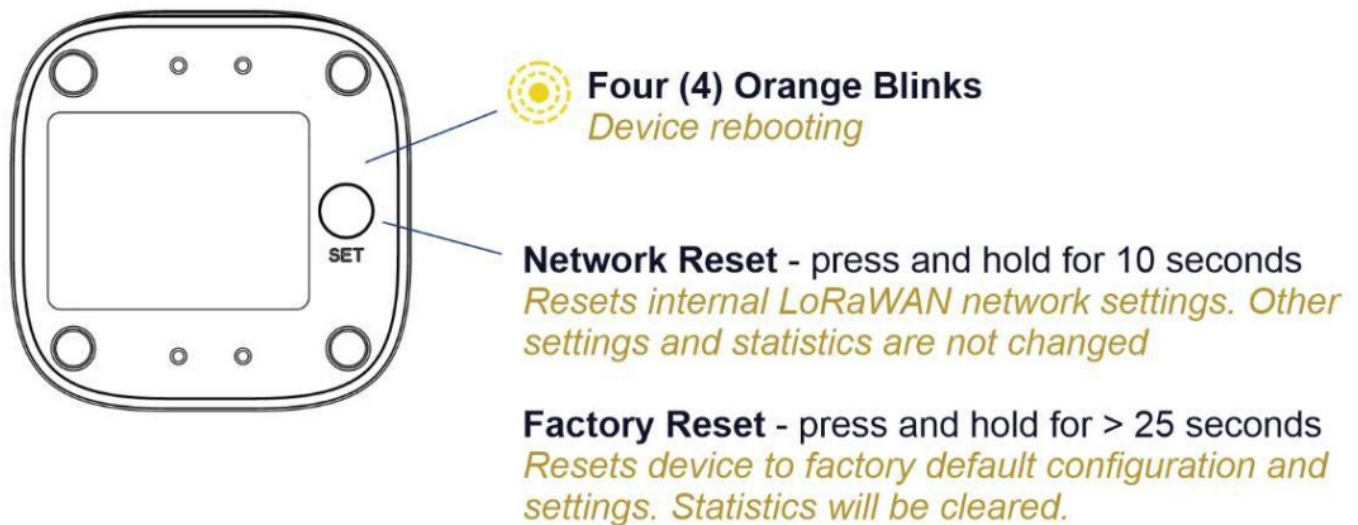 Four (4) Orange Blinks
Device rebooting
SET
Network Reset - press and hold for 10 seconds
Resets internal LoRaWAN network settings. Other
settings and statistics are not changed
Factory Reset - press and hold for > 25 seconds
Resets device to factory default configuration and
settings. Statistics will be cleared.